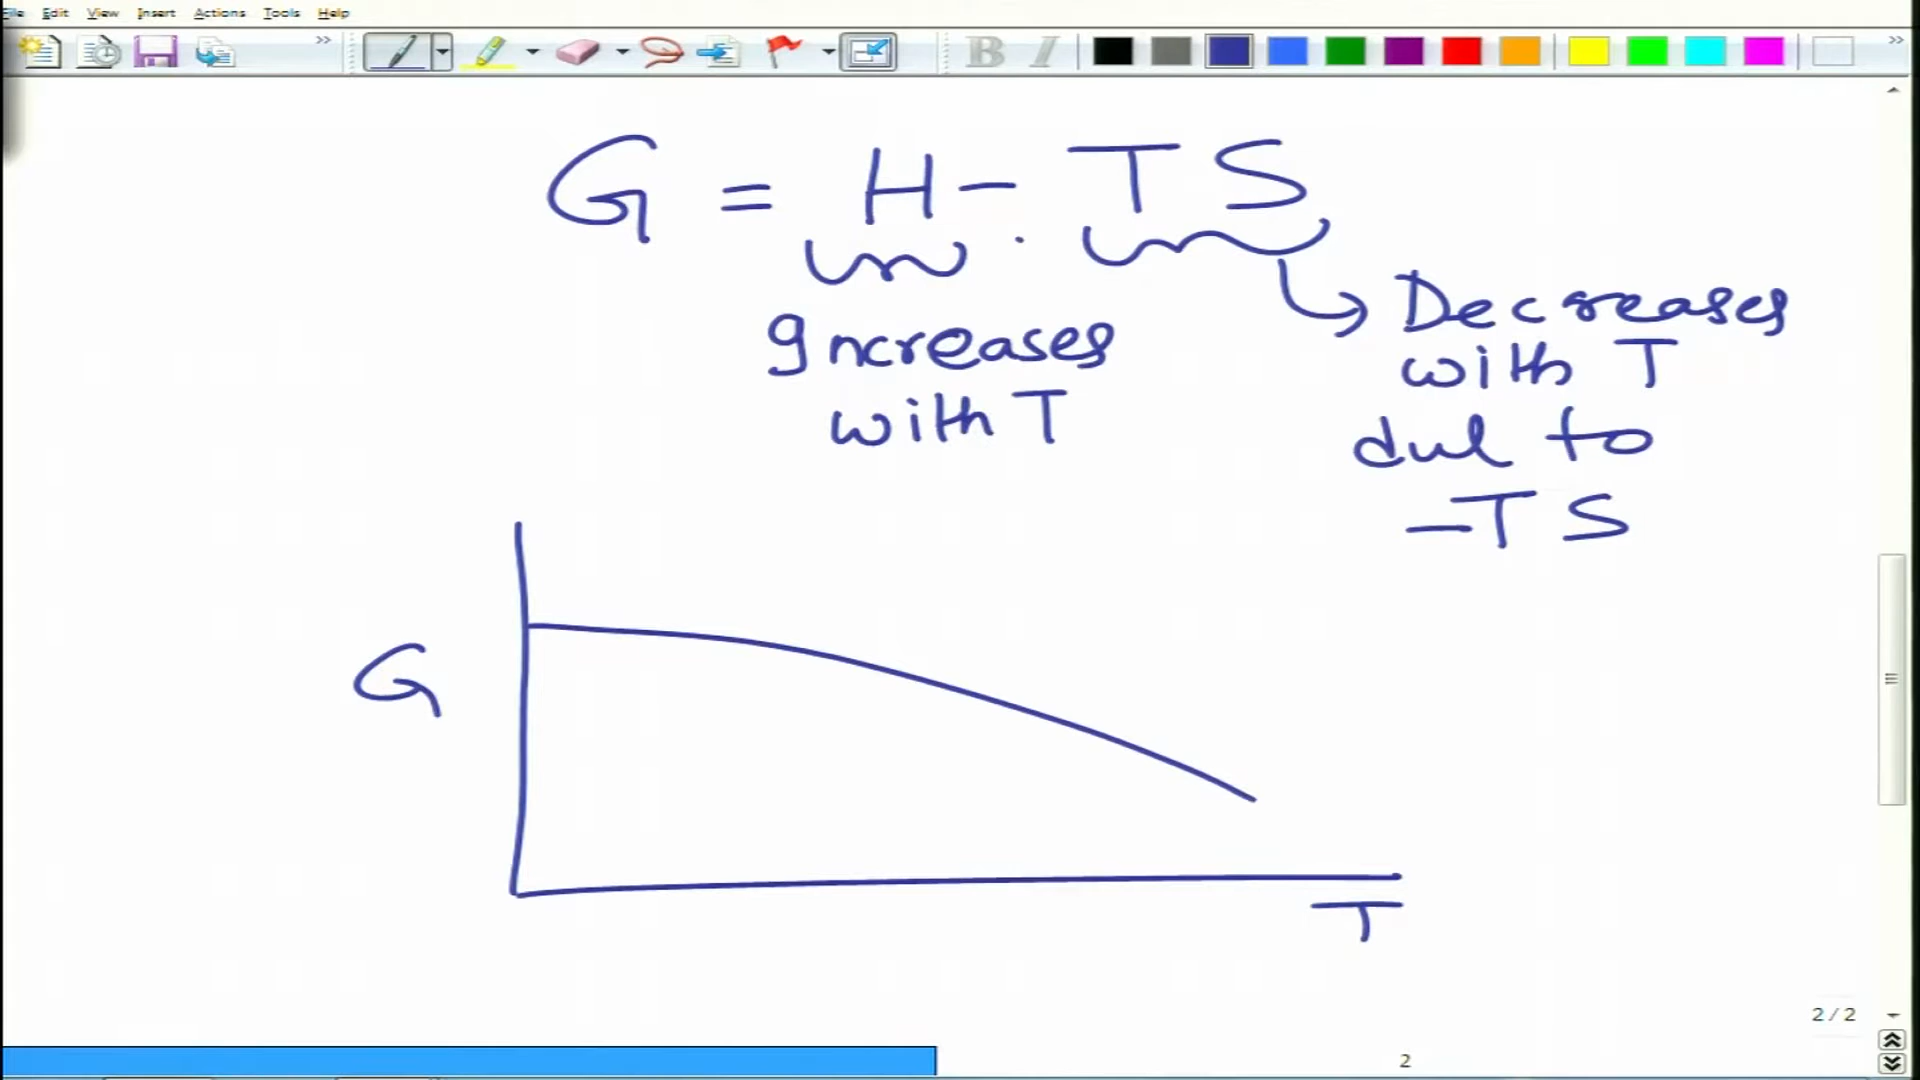 File Edit View Insert Actions Tools Help
B I
G = H - TS
Increases
with T
Decreases
with T
due to
-TS
G
T
2 / 2
2